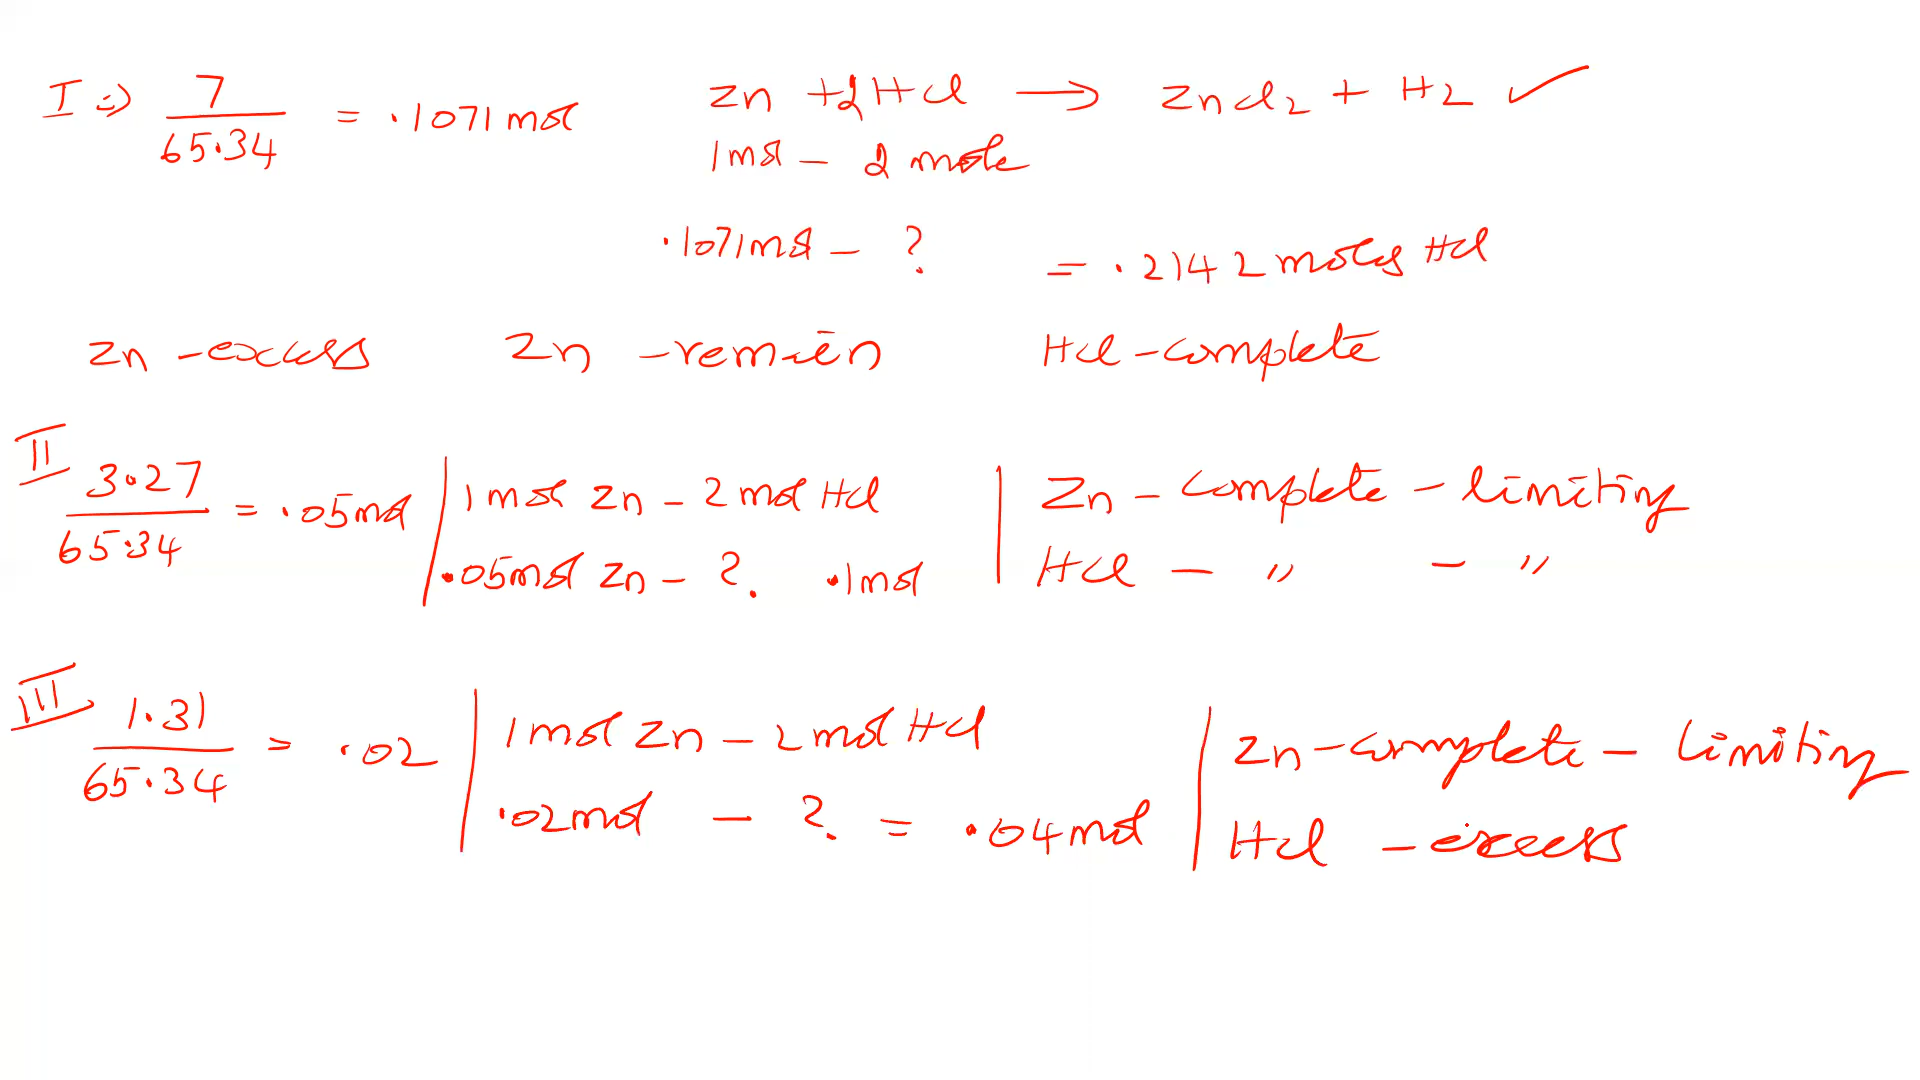 I => 7/65.34 = .1071 mol Zn + 2HCl → ZnCl2 + H2 ✓
1 mol – 2 mole
.1071 mol – ? = .2142 moles HCl
Zn – excess Zn – remain HCl – complete
II 3.27/65.34 = .05 mol | 1 mol Zn – 2 mol HCl | Zn – complete – limiting
.05 mol Zn – ? .1 mol | HCl – " – "
III 1.31/65.34 = .02 | 1 mol Zn – 2 mol HCl | Zn – complete – limiting
.02 mol – ? = .04 mol | HCl – excess